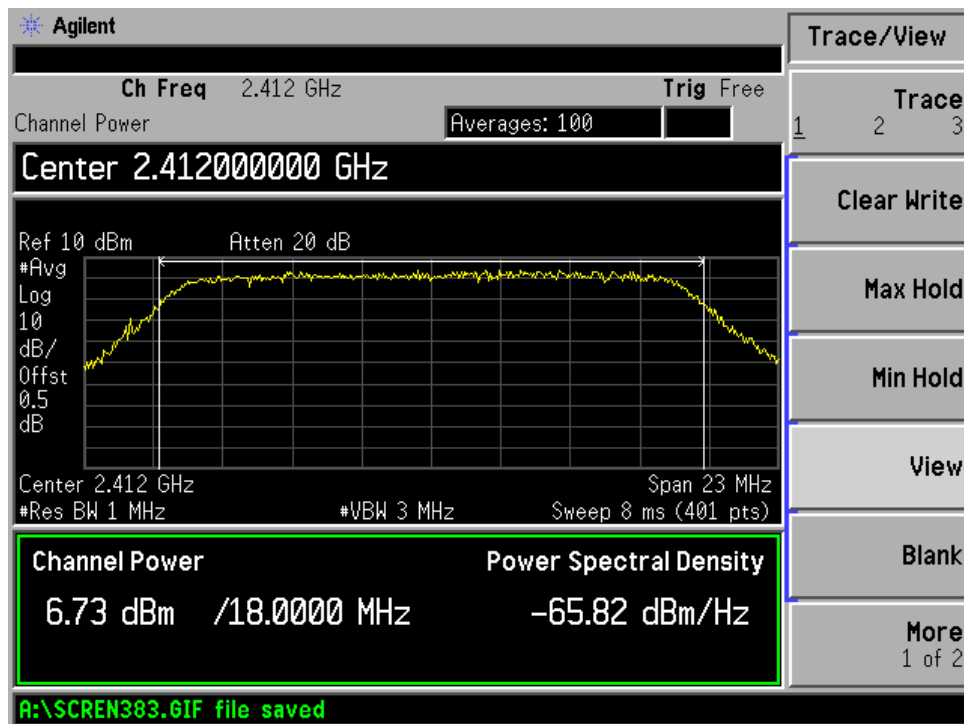 Agilent
Ch Freq 2.412 GHz Trig Free
Channel Power Averages: 100
Center 2.412000000 GHz
Ref 10 dBm Atten 20 dB
#Avg
Log
10
dB/
Offst
0.5
dB
Center 2.412 GHz Span 23 MHz
#Res BW 1 MHz #VBW 3 MHz Sweep 8 ms (401 pts)
Channel Power Power Spectral Density
6.73 dBm /18.0000 MHz -65.82 dBm/Hz
A:\SCREN383.GIF file saved
Trace/View
Trace
1 2 3
Clear Write
Max Hold
Min Hold
View
Blank
More
1 of 2